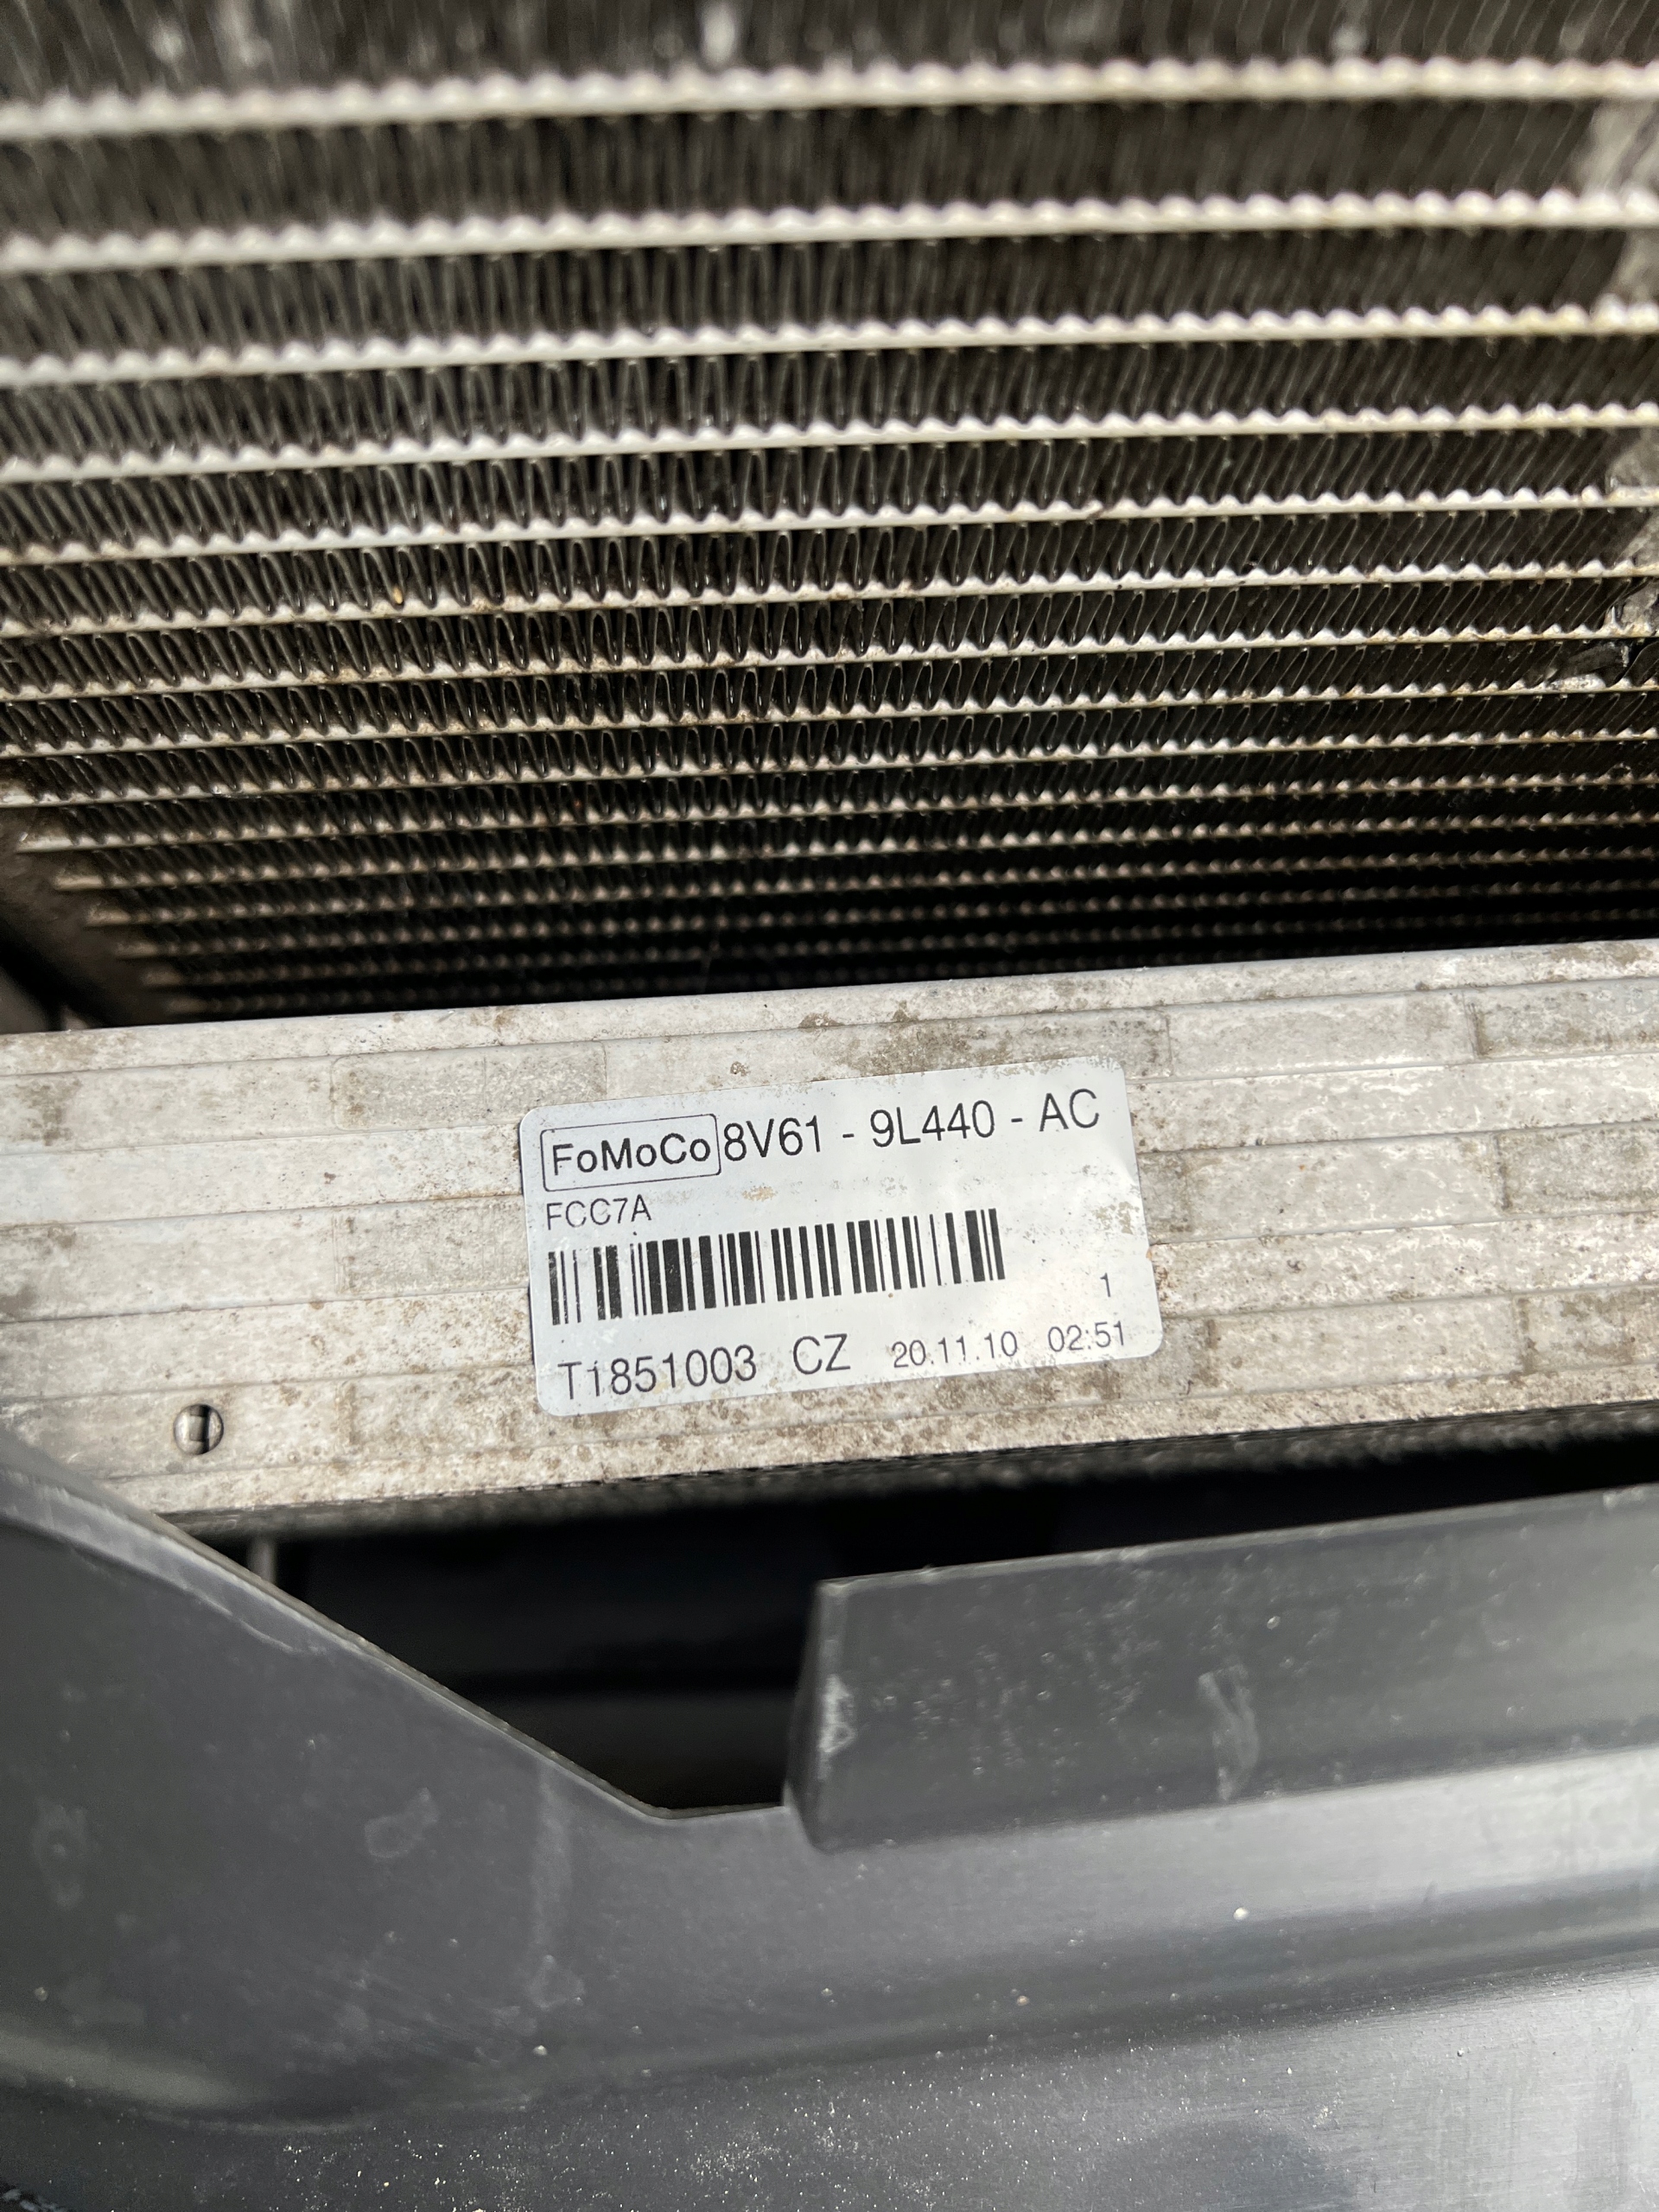 FoMoCo 8V61 - 9L440 - AC
FCC7A
1
T1851003 CZ 20.11.10 02:51